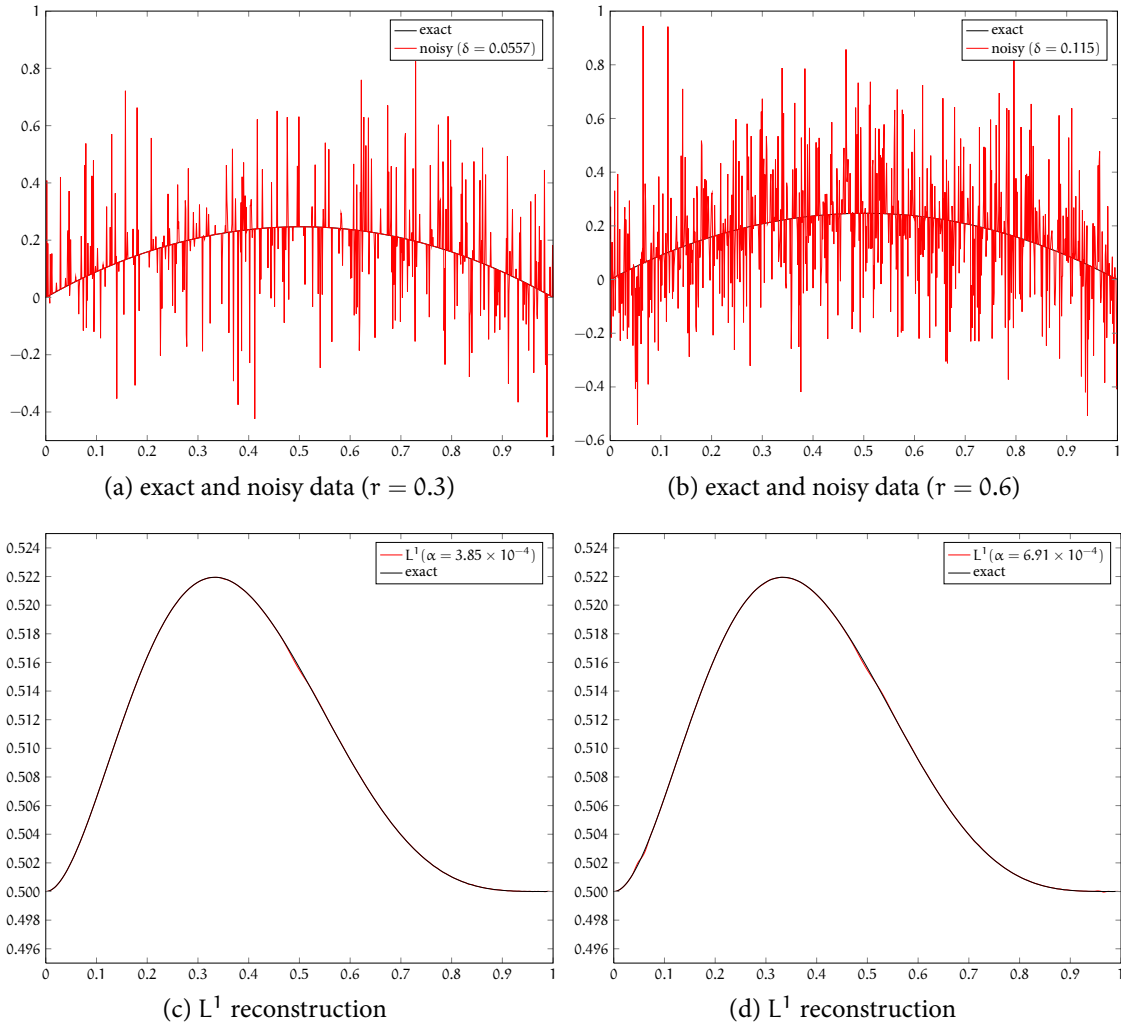 1
0.8
0.6
0.4
0.2
0
−0.2
−0.4
0 0.1 0.2 0.3 0.4 0.5 0.6 0.7 0.8 0.9 1
exact
noisy (δ = 0.0557)
(a) exact and noisy data (r = 0.3)
1
0.8
0.6
0.4
0.2
0
−0.2
−0.4
−0.6
0 0.1 0.2 0.3 0.4 0.5 0.6 0.7 0.8 0.9 1
exact
noisy (δ = 0.115)
(b) exact and noisy data (r = 0.6)
0.524
0.522
0.520
0.518
0.516
0.514
0.512
0.510
0.508
0.506
0.504
0.502
0.500
0.498
0.496
0 0.1 0.2 0.3 0.4 0.5 0.6 0.7 0.8 0.9 1
L¹(α = 3.85 × 10⁻⁴)
exact
(c) L¹ reconstruction
0.524
0.522
0.520
0.518
0.516
0.514
0.512
0.510
0.508
0.506
0.504
0.502
0.500
0.498
0.496
0 0.1 0.2 0.3 0.4 0.5 0.6 0.7 0.8 0.9 1
L¹(α = 6.91 × 10⁻⁴)
exact
(d) L¹ reconstruction